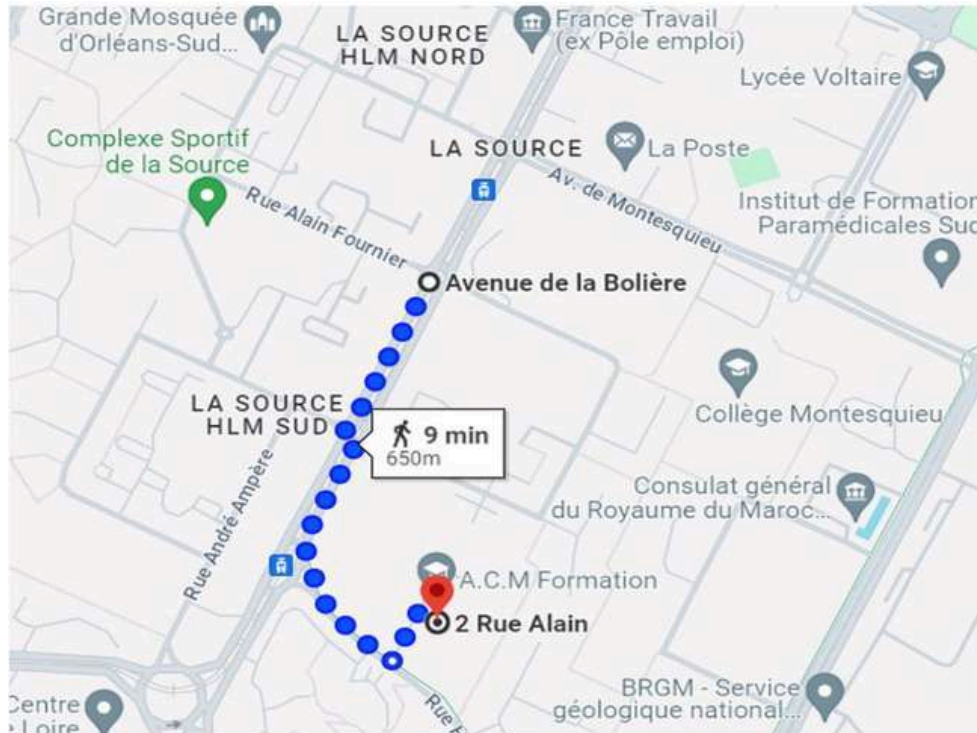 Grande Mosquée
d'Orléans-Sud...
LA SOURCE
HLM NORD
France Travail
(ex Pôle emploi)
Lycée Voltaire
Complexe Sportif
de la Source
LA SOURCE
La Poste
Av. de Montesquieu
Institut de Formation
Paramédicales Sud
Rue Alain Fournier
Avenue de la Bolière
LA SOURCE
HLM SUD
9 min
650m
Collège Montesquieu
Rue André Ampère
Consulat général
du Royaume du Maroc...
A.C.M Formation
2 Rue Alain
Rue
BRGM - Service
géologique national...
Centre
Loire